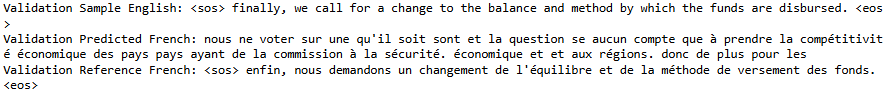 Validation Sample English: <sos> finally, we call for a change to the balance and method by which the funds are disbursed. <eos
>
Validation Predicted French: nous ne voter sur une qu'il soit sont et la question se aucun compte que à prendre la compétitivit
é économique des pays pays ayant de la commission à la sécurité. économique et et aux régions. donc de plus pour les
Validation Reference French: <sos> enfin, nous demandons un changement de l'équilibre et de la méthode de versement des fonds.
<eos>